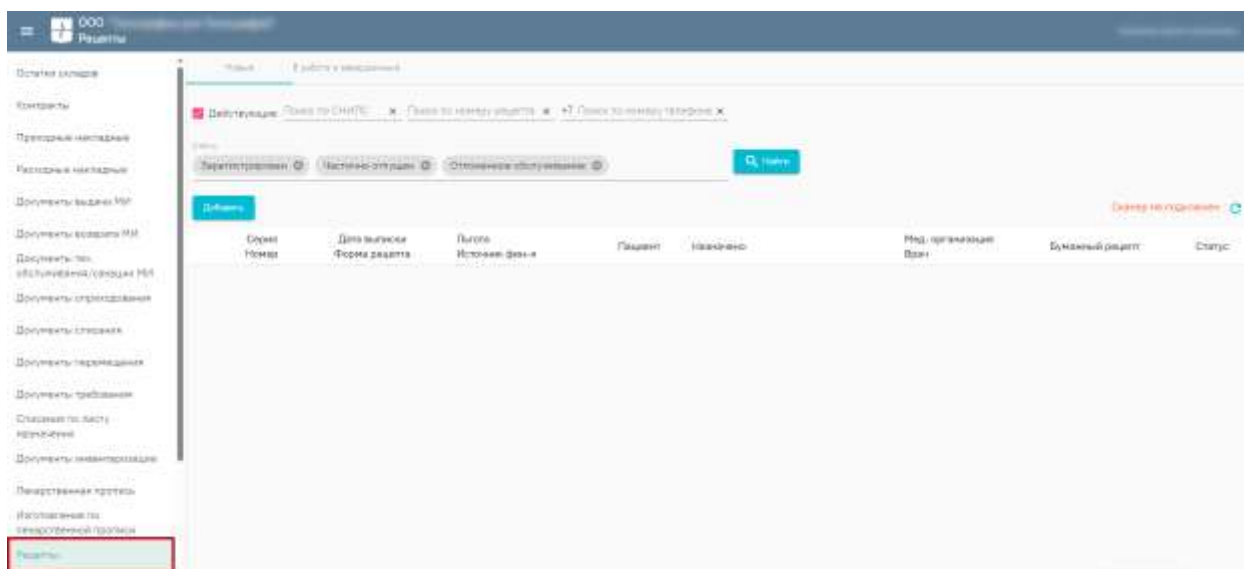 ООО
Рецепты
Остатки складов
Контракты
Приходные накладные
Расходные накладные
Документы выдачи МИ
Документы возврата МИ
Документы тех.
обслуживания/санации МИ
Документы оприходования
Документы списания
Документы перемещения
Документы требования
Списание по листу
назначения
Документы инвентаризации
Лекарственная пропись
Изготовление по
лекарственной прописи
Рецепты
Новые В работе и завершенные
Действующие Поиск по СНИЛС Поиск по номеру рецепта +7 Поиск по номеру телефона
Статус
Зарегистрирован Частично отпущен Отложенное обслуживание Найти
Добавить Сканер не подключен
Серия Дата выписки Льгота Пациент Назначено Мед. организация Бумажный рецепт Статус
Номер Форма рецепта Источник фин-я Врач